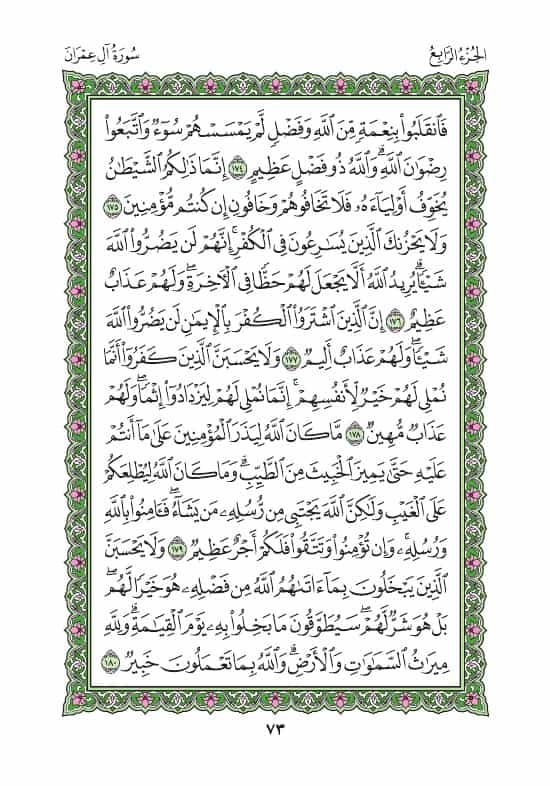 الجُزْءُ الرَّابِعُ
سُورَةُ آلِ عِمْرَانَ
فَٱنقَلَبُواْ بِنِعْمَةٍ مِّنَ ٱللَّهِ وَفَضْلٍ لَّمْ يَمْسَسْهُمْ سُوٓءٌ وَٱتَّبَعُواْ
رِضْوَٰنَ ٱللَّهِۗ وَٱللَّهُ ذُو فَضْلٍ عَظِيمٍ ١٧٤ إِنَّمَا ذَٰلِكُمُ ٱلشَّيْطَٰنُ
يُخَوِّفُ أَوْلِيَآءَهُۥ فَلَا تَخَافُوهُمْ وَخَافُونِ إِن كُنتُم مُّؤْمِنِينَ ١٧٥
وَلَا يَحْزُنكَ ٱلَّذِينَ يُسَٰرِعُونَ فِى ٱلْكُفْرِۚ إِنَّهُمْ لَن يَضُرُّواْ ٱللَّهَ
شَيْـًٔاۗ يُرِيدُ ٱللَّهُ أَلَّا يَجْعَلَ لَهُمْ حَظًّا فِى ٱلْأَخِرَةِۖ وَلَهُمْ عَذَابٌ
عَظِيمٌ ١٧٦ إِنَّ ٱلَّذِينَ ٱشْتَرَوُاْ ٱلْكُفْرَ بِٱلْإِيمَٰنِ لَن يَضُرُّواْ ٱللَّهَ
شَيْـًٔاۖ وَلَهُمْ عَذَابٌ أَلِيمٌ ١٧٧ وَلَا يَحْسَبَنَّ ٱلَّذِينَ كَفَرُوٓاْ أَنَّمَا
نُمْلِى لَهُمْ خَيْرٌ لِّأَنفُسِهِمْۚ إِنَّمَا نُمْلِى لَهُمْ لِيَزْدَادُوٓاْ إِثْمًاۖ وَلَهُمْ
عَذَابٌ مُّهِينٌ ١٧٨ مَّا كَانَ ٱللَّهُ لِيَذَرَ ٱلْمُؤْمِنِينَ عَلَىٰ مَآ أَنتُمْ
عَلَيْهِ حَتَّىٰ يَمِيزَ ٱلْخَبِيثَ مِنَ ٱلطَّيِّبِۗ وَمَا كَانَ ٱللَّهُ لِيُطْلِعَكُمْ
عَلَى ٱلْغَيْبِ وَلَٰكِنَّ ٱللَّهَ يَجْتَبِى مِن رُّسُلِهِۦ مَن يَشَآءُۖ فَـَٔامِنُواْ بِٱللَّهِ
وَرُسُلِهِۦۚ وَإِن تُؤْمِنُواْ وَتَتَّقُواْ فَلَكُمْ أَجْرٌ عَظِيمٌ ١٧٩ وَلَا يَحْسَبَنَّ
ٱلَّذِينَ يَبْخَلُونَ بِمَآ ءَاتَىٰهُمُ ٱللَّهُ مِن فَضْلِهِۦ هُوَ خَيْرًا لَّهُمۖ
بَلْ هُوَ شَرٌّ لَّهُمْۖ سَيُطَوَّقُونَ مَا بَخِلُواْ بِهِۦ يَوْمَ ٱلْقِيَٰمَةِۗ وَلِلَّهِ
مِيرَٰثُ ٱلسَّمَٰوَٰتِ وَٱلْأَرْضِۗ وَٱللَّهُ بِمَا تَعْمَلُونَ خَبِيرٌ ١٨٠
٧٣